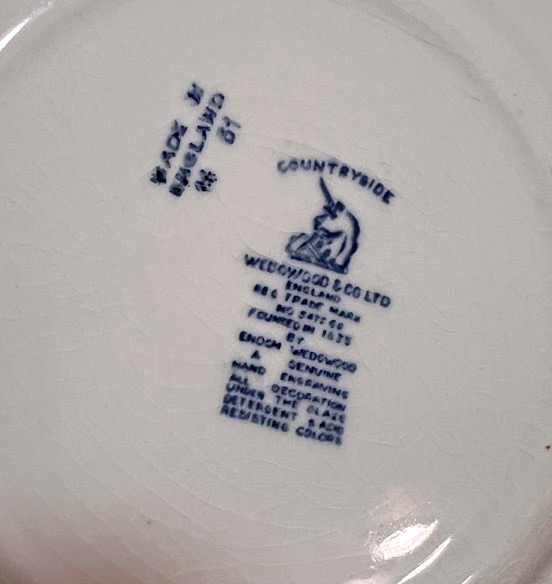 MADE IN
ENGLAND
COUNTRYSIDE
WEDGWOOD & CO LTD
ENGLAND
REG TRADE MARK
NO
FOUNDED IN 1835
BY
ENOCH WEDGWOOD
A GENUINE
HAND ENGRAVING
ALL DECORATION
UNDER THE GLAZE
DETERGENT & ACID
RESISTING COLORS